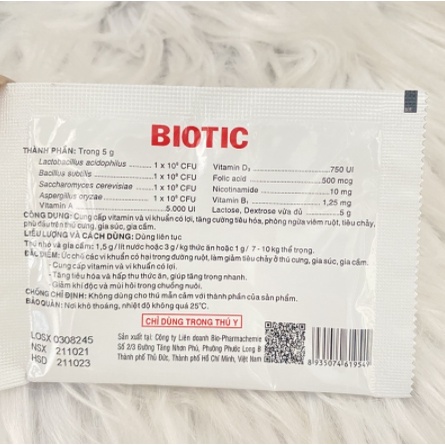 BIOTIC
THÀNH PHẦN: Trong 5 g
Lactobacillus acidophilus ............ 1 x 10⁸ CFU
Bacillus subtilis ............ 1 x 10⁸ CFU
Saccharomyces cerevisiae ............ 1 x 10⁸ CFU
Aspergillus oryzae ............ 1 x 10⁸ CFU
Vitamin A ............ 5.000 UI
Vitamin D₃ ............ 750 UI
Folic acid ............ 500 mcg
Nicotinamide ............ 10 mg
Vitamin B₁ ............ 1,25 mg
Lactose, Dextrose vừa đủ ............ 5 g
CÔNG DỤNG: Cung cấp vitamin và vi khuẩn có lợi, tăng cường tiêu hóa, phòng ngừa viêm ruột, tiêu chảy,
phù đầu trên thú cưng, gia súc, gia cầm.
LIỀU LƯỢNG VÀ CÁCH DÙNG: Dùng liên tục
Thú nhỏ và gia cầm: 1,5 g/ lít nước hoặc 3g / kg thức ăn hoặc 1g / 7 - 10 kg thể trọng.
ĐẶC ĐIỂM: Ức chế các vi khuẩn có hại trong đường ruột, làm giảm tiêu chảy ở thú cưng, gia súc, gia cầm.
- Cung cấp vitamin và vi khuẩn có lợi.
- Tăng tiêu hóa và hấp thu thức ăn, giúp tăng trọng nhanh.
- Giảm khí độc và mùi hôi trong chuồng nuôi.
CHỐNG CHỈ ĐỊNH: Không dùng cho thú mẫn cảm với thành phần của sản phẩm.
BẢO QUẢN: Nơi khô thoáng, nhiệt độ không quá 25°C.
CHỈ DÙNG TRONG THÚ Y
LOSX 0308245
NSX 211021
HSD 211023
Sản xuất tại: Công ty Liên doanh Bio-Pharmachemie
Số 2/3 Đường Tăng Nhơn Phú, Phường Phước Long B
Thành phố Thủ Đức, Thành phố Hồ Chí Minh, Việt Nam
8 935074 61954